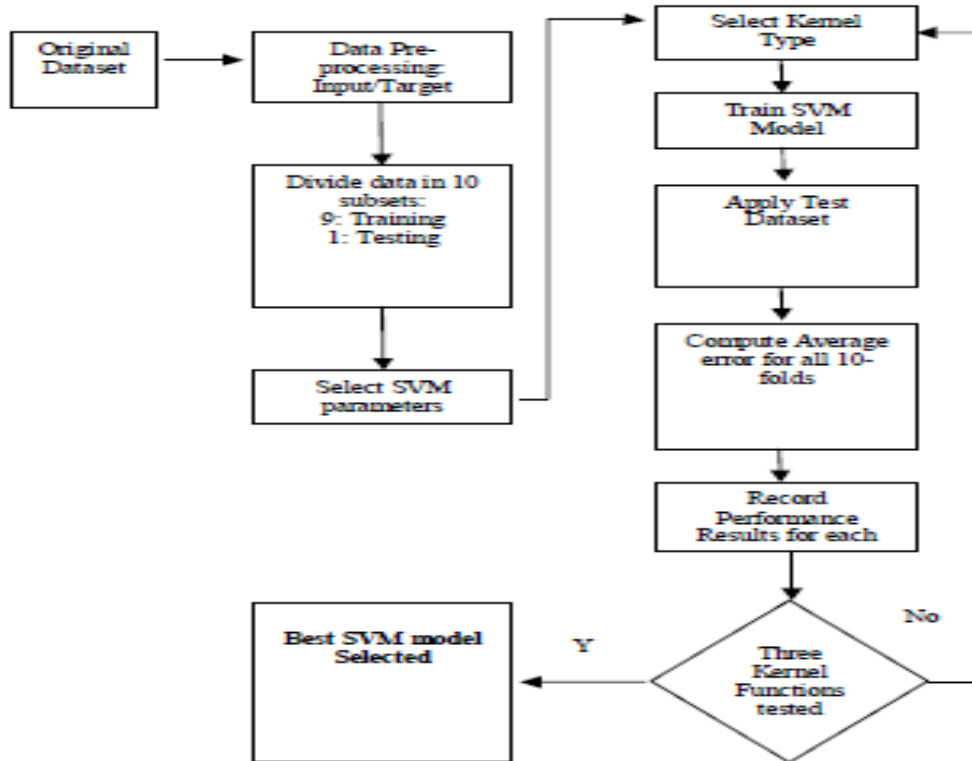 Original
Dataset
Data Pre-
processing:
Input/Target
Divide data in 10
subsets:
9: Training
1: Testing
Select SVM
parameters
Select Kernel
Type
Train SVM
Model
Apply Test
Dataset
Compute Average
error for all 10-
folds
Record
Performance
Results for each
Three
Kernel
Functions
tested
No
Y
Best SVM model
Selected